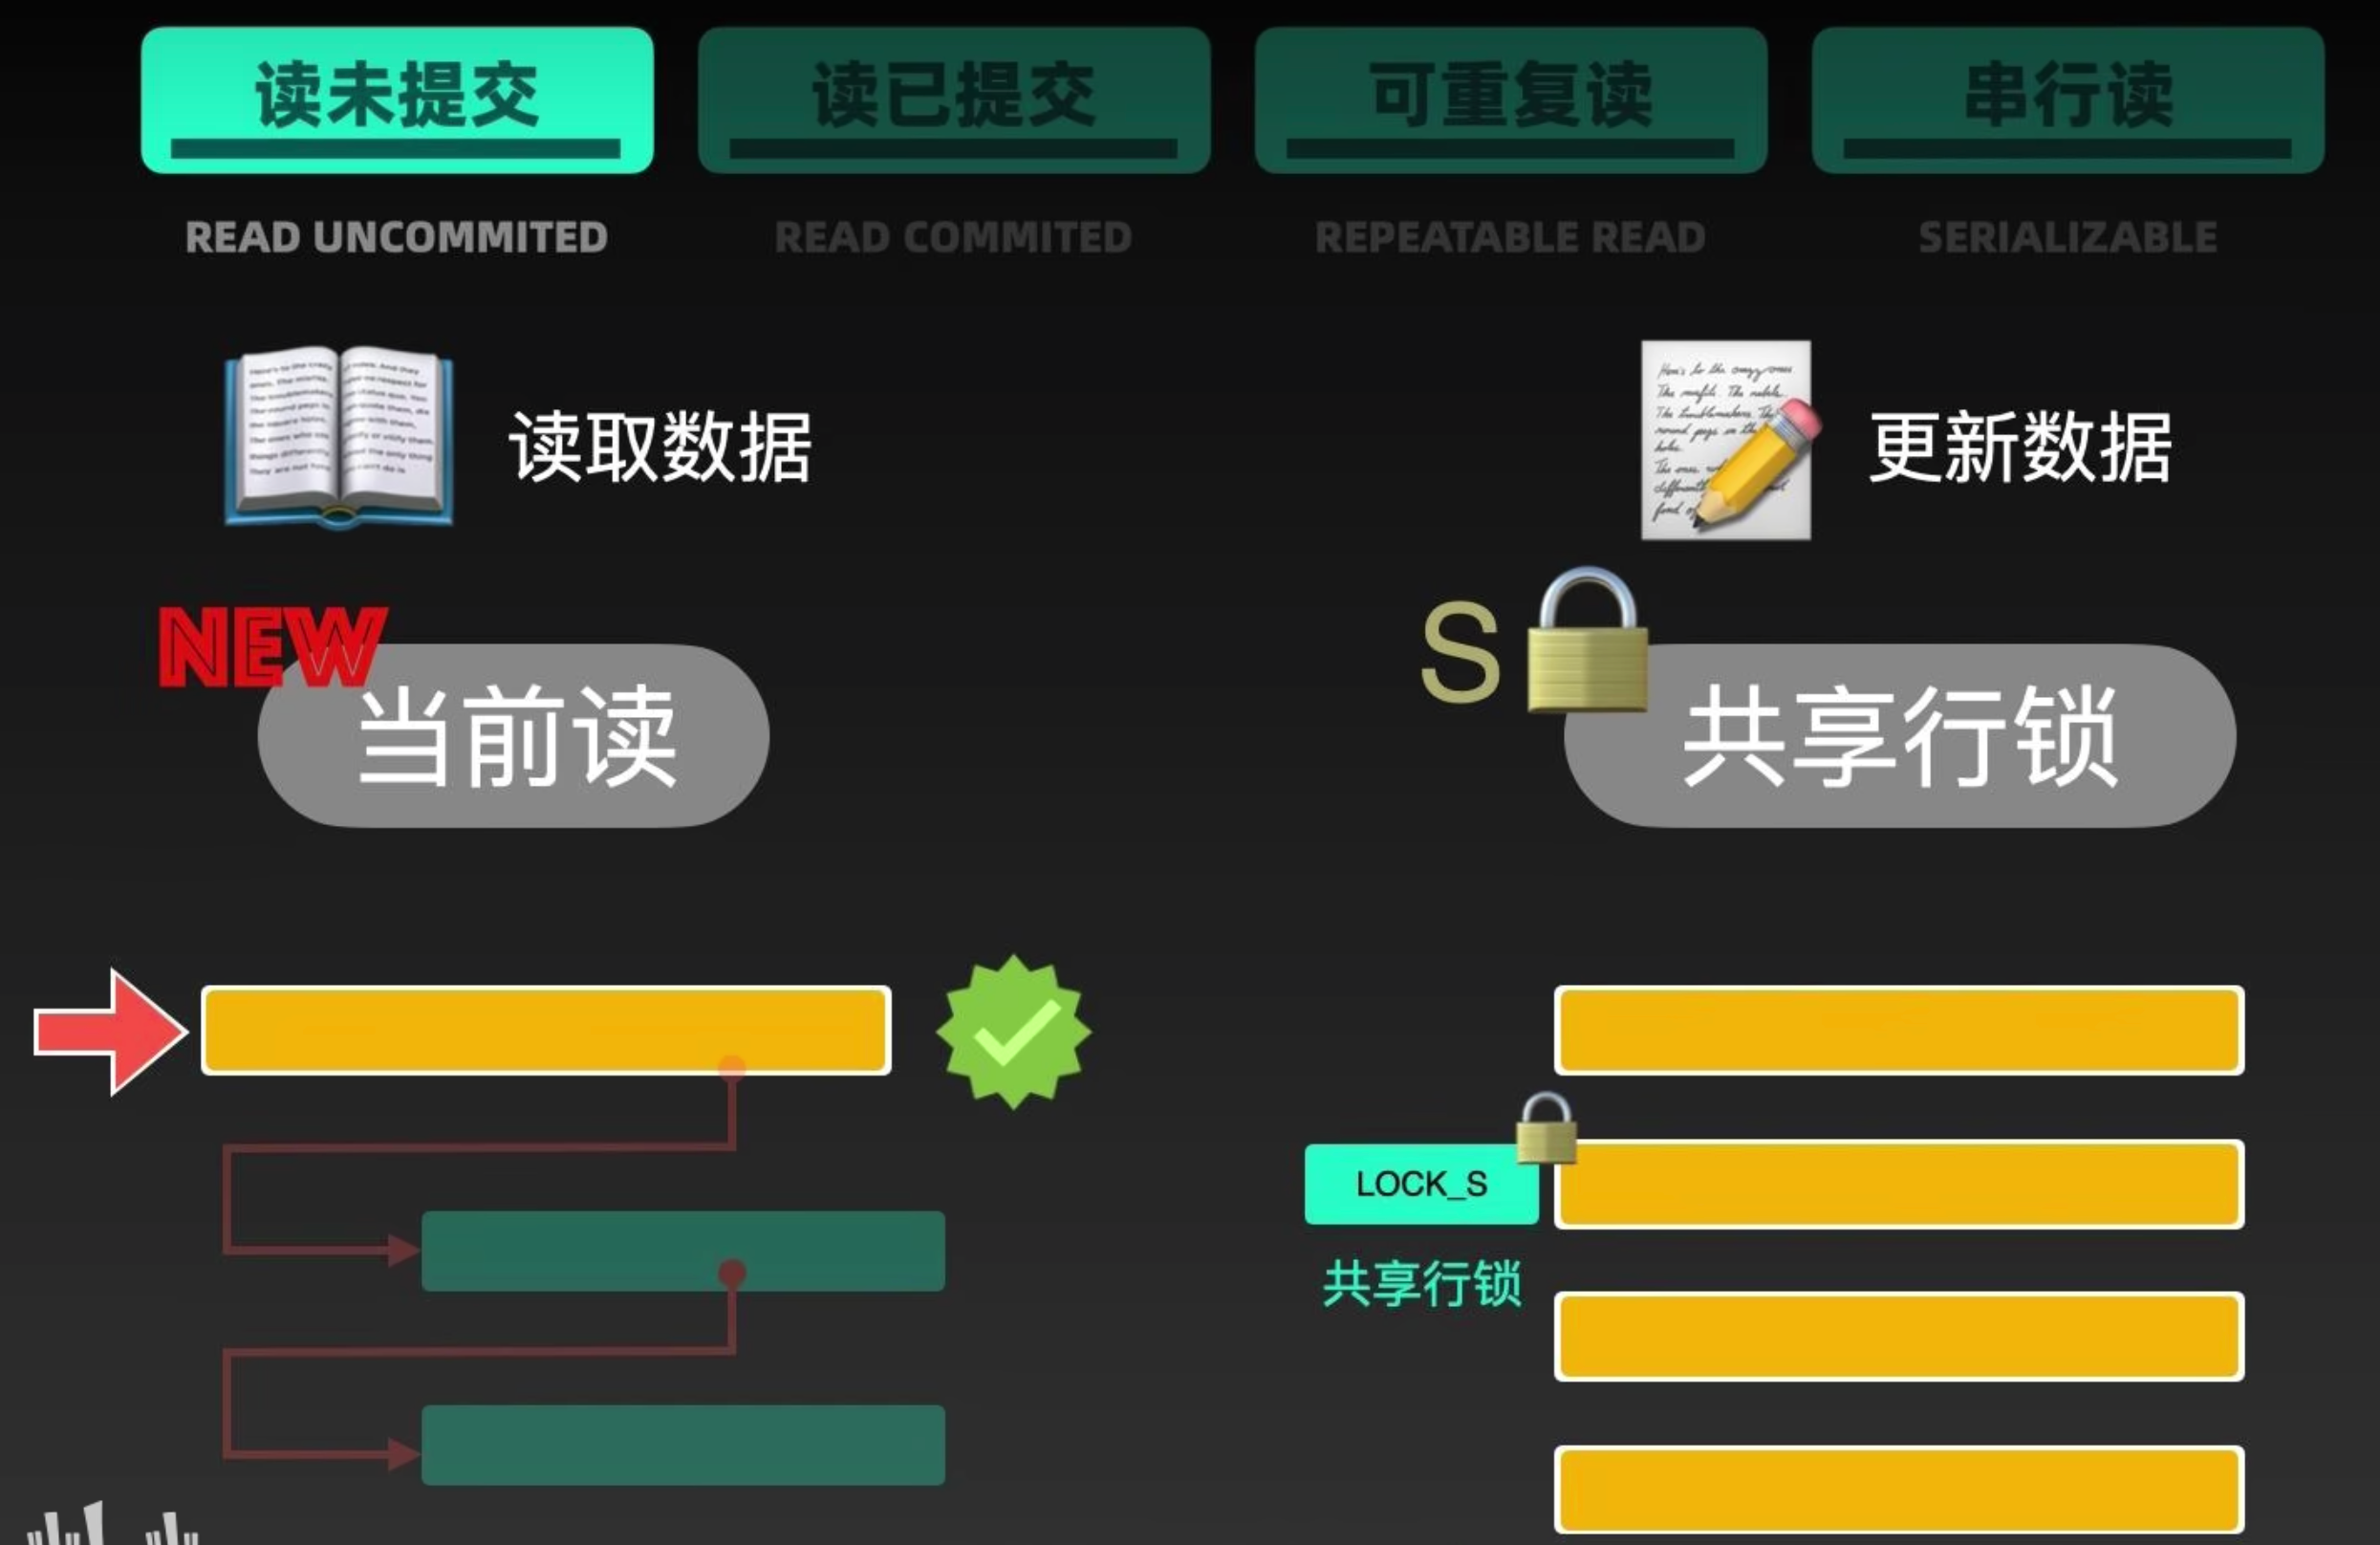 读未提交
读已提交
可重复读
串行读
READ UNCOMMITED
READ COMMITED
REPEATABLE READ
SERIALIZABLE
读取数据
更新数据
NEW
当前读
S
共享行锁
LOCK_S
共享行锁